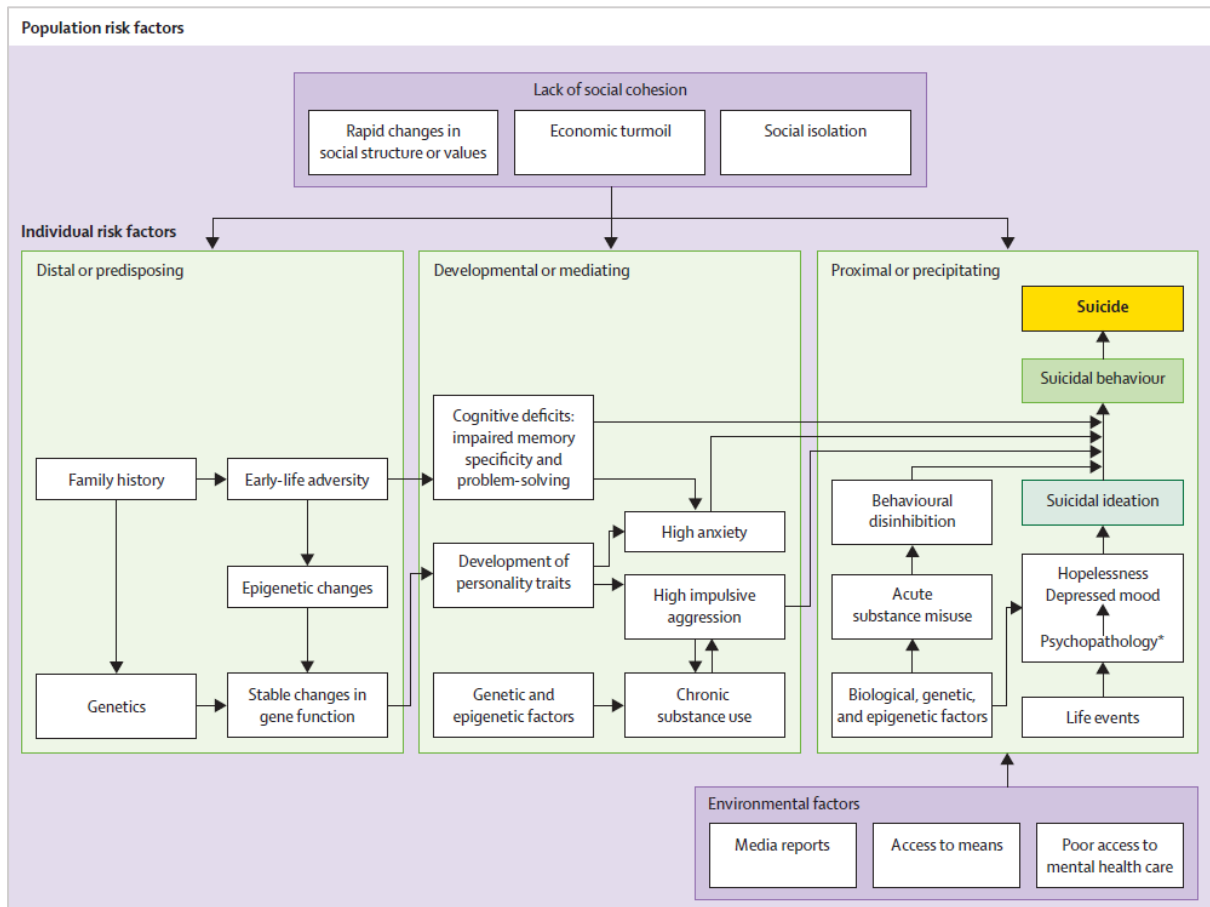 Population risk factors
Lack of social cohesion
Rapid changes in
social structure or values
Economic turmoil
Social isolation
Individual risk factors
Distal or predisposing
Family history
Early-life adversity
Epigenetic changes
Genetics
Stable changes in
gene function
Developmental or mediating
Cognitive deficits:
impaired memory
specificity and
problem-solving
High anxiety
Development of
personality traits
High impulsive
aggression
Genetic and
epigenetic factors
Chronic
substance use
Proximal or precipitating
Suicide
Suicidal behaviour
Suicidal ideation
Behavioural
disinhibition
Hopelessness
Depressed mood
Psychopathology*
Acute
substance misuse
Biological, genetic,
and epigenetic factors
Life events
Environmental factors
Media reports
Access to means
Poor access to
mental health care